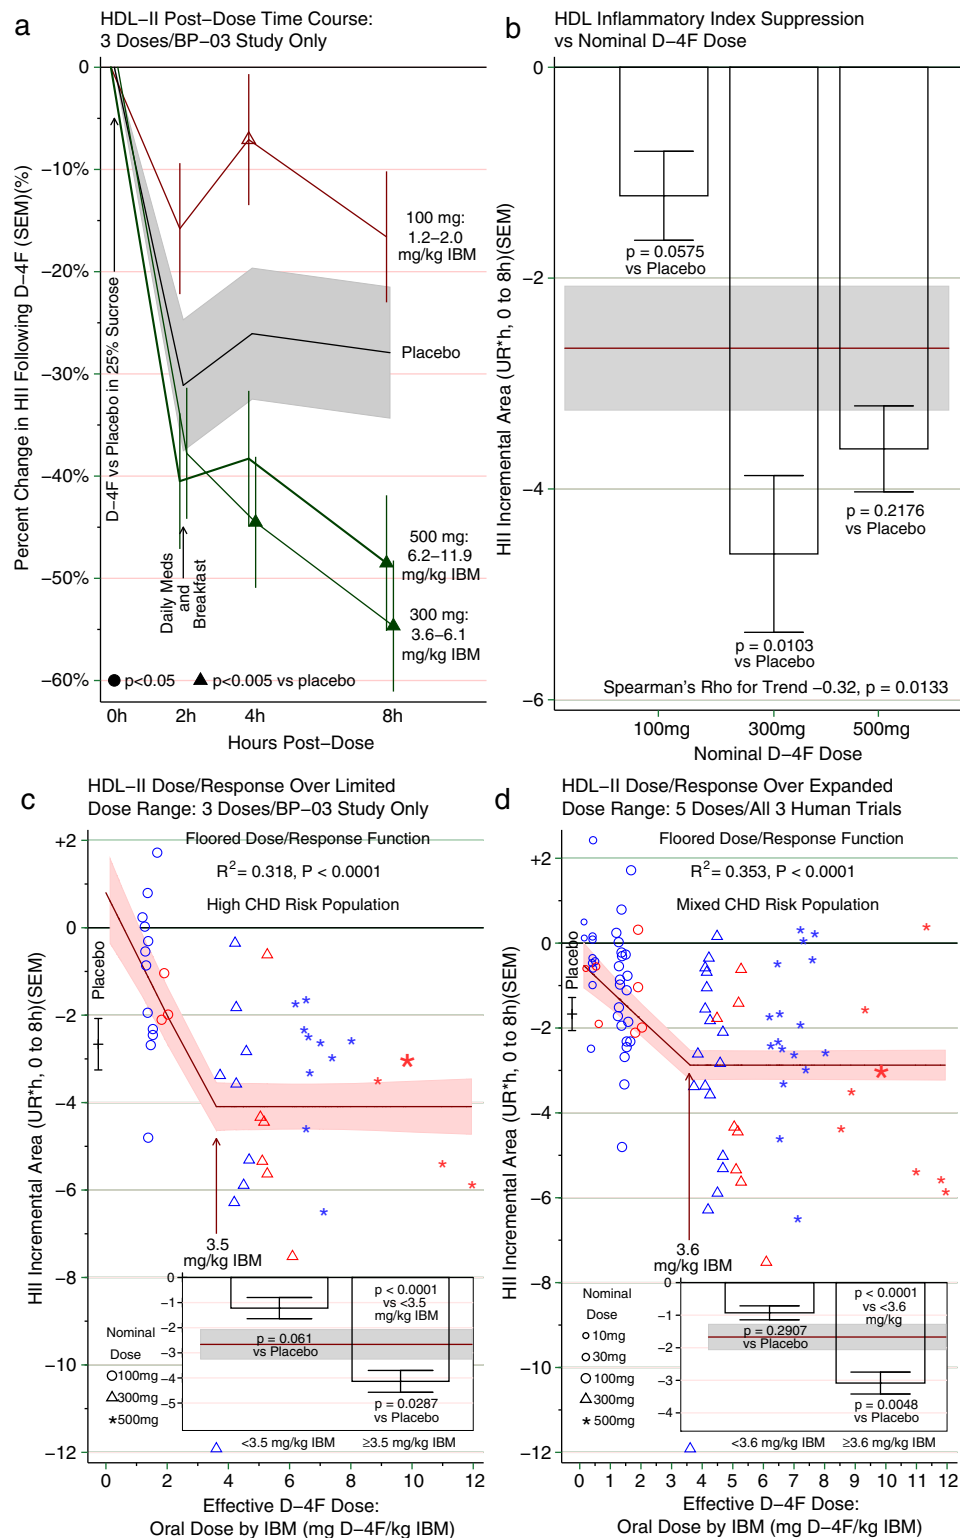 a
HDL–II Post–Dose Time Course:
3 Doses/BP–03 Study Only
Percent Change in HII Following D–4F (SEM)(%)
0
–10%
–20%
–30%
–40%
–50%
–60%
D–4F vs Placebo in 25% Sucrose
Daily Meds
and
Breakfast
100 mg:
1.2–2.0
mg/kg IBM
Placebo
500 mg:
6.2–11.9
mg/kg IBM
300 mg:
3.6–6.1
mg/kg IBM
p<0.05
p<0.005 vs placebo
0h 2h 4h 8h
Hours Post–Dose
b
HDL Inflammatory Index Suppression
vs Nominal D–4F Dose
HII Incremental Area (UR*h, 0 to 8h)(SEM)
0
–2
–4
–6
p = 0.0575
vs Placebo
p = 0.0103
vs Placebo
p = 0.2176
vs Placebo
Spearman's Rho for Trend –0.32, p = 0.0133
100mg 300mg 500mg
Nominal D–4F Dose
c
HDL–II Dose/Response Over Limited
Dose Range: 3 Doses/BP–03 Study Only
HII Incremental Area (UR*h, 0 to 8h)(SEM)
+2
0
–2
–4
–6
–8
–10
–12
Floored Dose/Response Function
R2= 0.318, P < 0.0001
High CHD Risk Population
Placebo
3.5
mg/kg IBM
Nominal
Dose
100mg
300mg
*500mg
0
–1
–2
–3
–4
–5
p = 0.061
vs Placebo
p < 0.0001
vs <3.5
mg/kg IBM
p = 0.0287
vs Placebo
<3.5 mg/kg IBM ≥3.5 mg/kg IBM
0 2 4 6 8 10 12
Effective D–4F Dose:
Oral Dose by IBM (mg D–4F/kg IBM)
d
HDL–II Dose/Response Over Expanded
Dose Range: 5 Doses/All 3 Human Trials
HII Incremental Area (UR*h, 0 to 8h)(SEM)
+2
0
–2
–4
–6
–8
–10
–12
Floored Dose/Response Function
R2= 0.353, P < 0.0001
Mixed CHD Risk Population
Placebo
3.6
mg/kg IBM
Nominal
Dose
10mg
30mg
100mg
300mg
* 500mg
0
–1
–2
–3
–4
p = 0.2907
vs Placebo
p < 0.0001
vs <3.6
mg/kg
p = 0.0048
vs Placebo
<3.6 mg/kg IBM ≥3.6 mg/kg IBM
0 1 2 3 4 5 6 7 8 9 10 11 12
Effective D–4F Dose:
Oral Dose by IBM (mg D–4F/kg IBM)